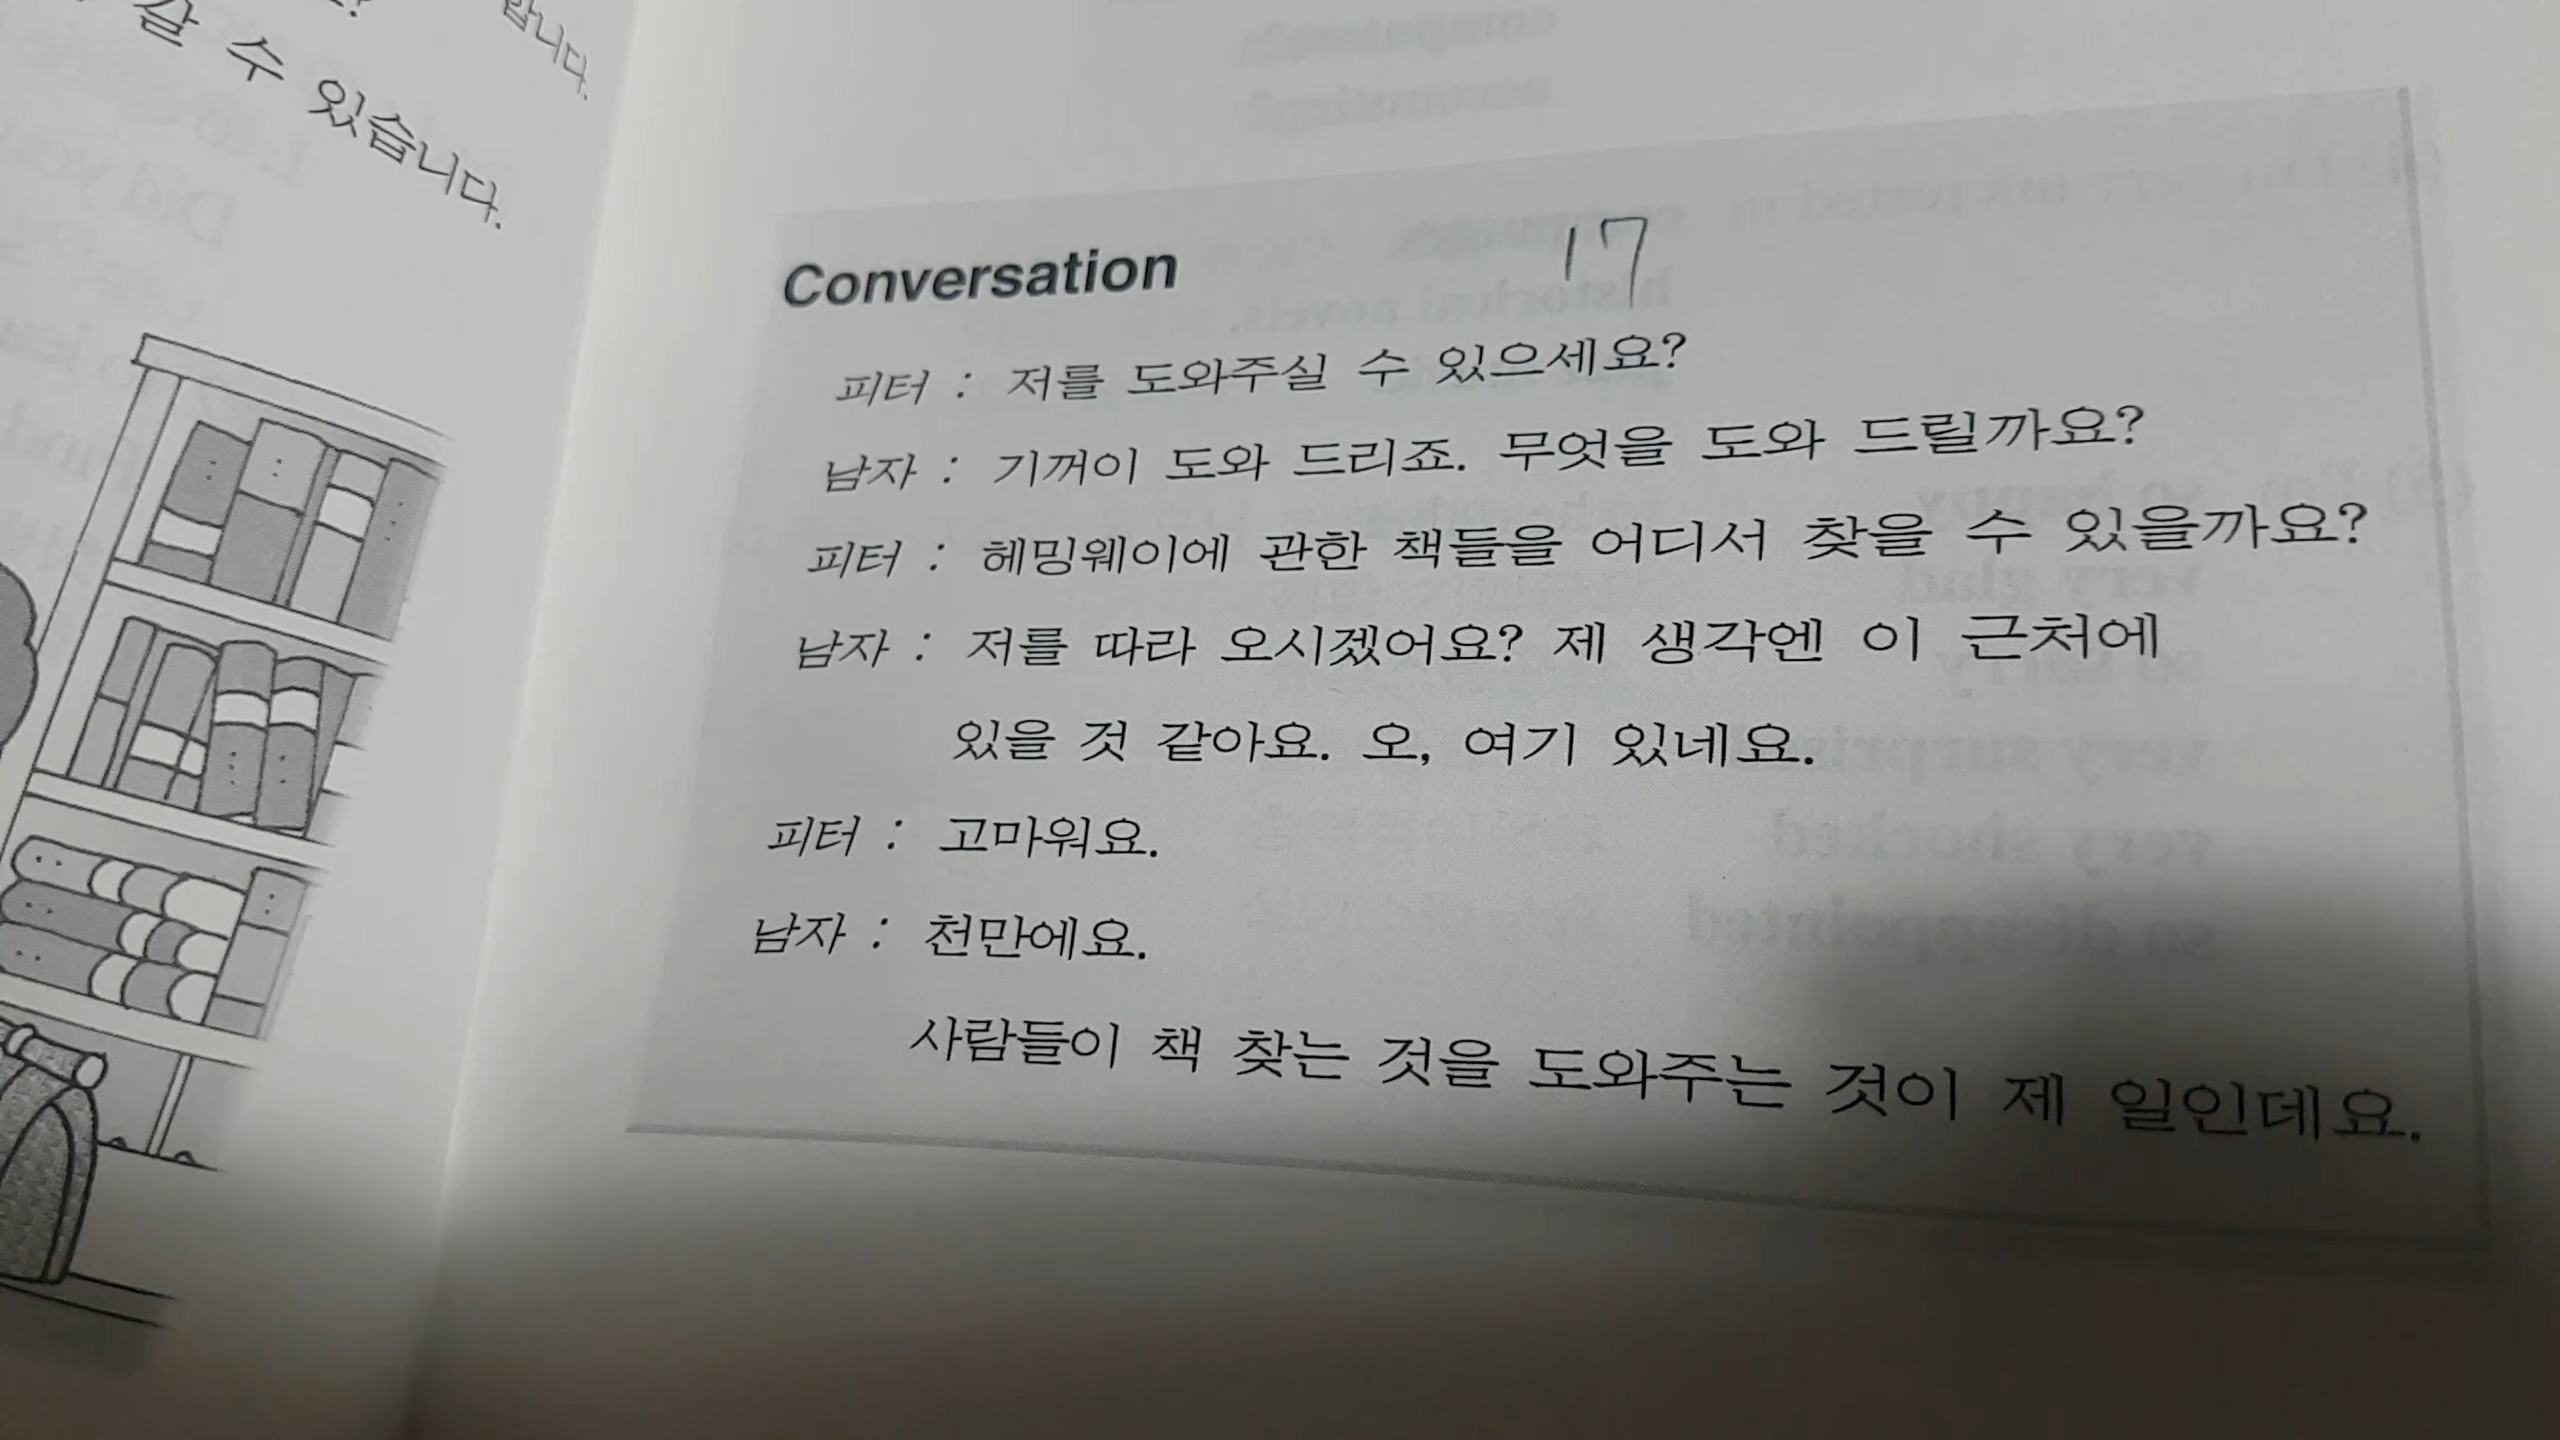 살 수 있습니다.
Conversation 17
피터 : 저를 도와주실 수 있으세요?
남자 : 기꺼이 도와 드리죠. 무엇을 도와 드릴까요?
피터 : 헤밍웨이에 관한 책들을 어디서 찾을 수 있을까요?
남자 : 저를 따라 오시겠어요? 제 생각엔 이 근처에
있을 것 같아요. 오, 여기 있네요.
피터 : 고마워요.
남자 : 천만에요.
사람들이 책 찾는 것을 도와주는 것이 제 일인데요.